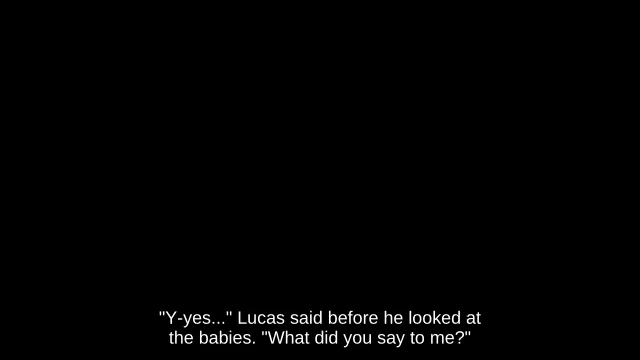 "Y-yes..." Lucas said before he looked at
the babies. "What did you say to me?"